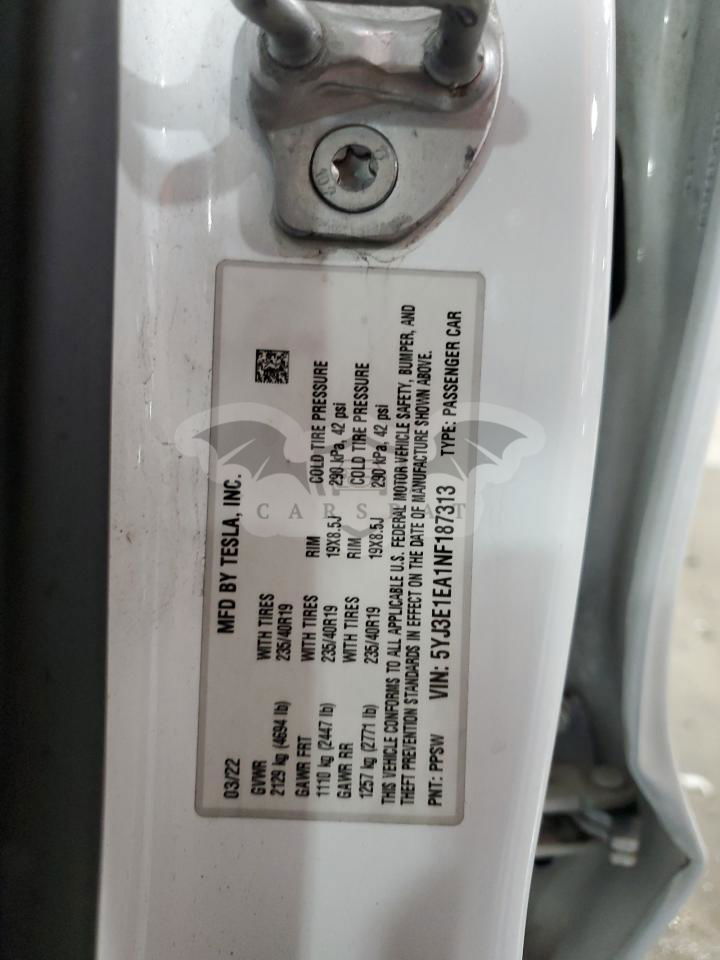 MFD BY TESLA, INC.
03/22
GVWR WITH TIRES RIM COLD TIRE PRESSURE
2129 kg (4694 lb) 235/40R19 19X8.5J 290 kPa, 42 psi
GAWR FRT WITH TIRES RIM COLD TIRE PRESSURE
1110 kg (2447 lb) 235/40R19 19X8.5J 290 kPa, 42 psi
GAWR RR WITH TIRES
1257 kg (2771 lb) 235/40R19
THIS VEHICLE CONFORMS TO ALL APPLICABLE U.S. FEDERAL MOTOR VEHICLE SAFETY, BUMPER, AND
THEFT PREVENTION STANDARDS IN EFFECT ON THE DATE OF MANUFACTURE SHOWN ABOVE.
PNT: PPSW VIN: 5YJ3E1EA1NF187313 TYPE: PASSENGER CAR
CARSEAT